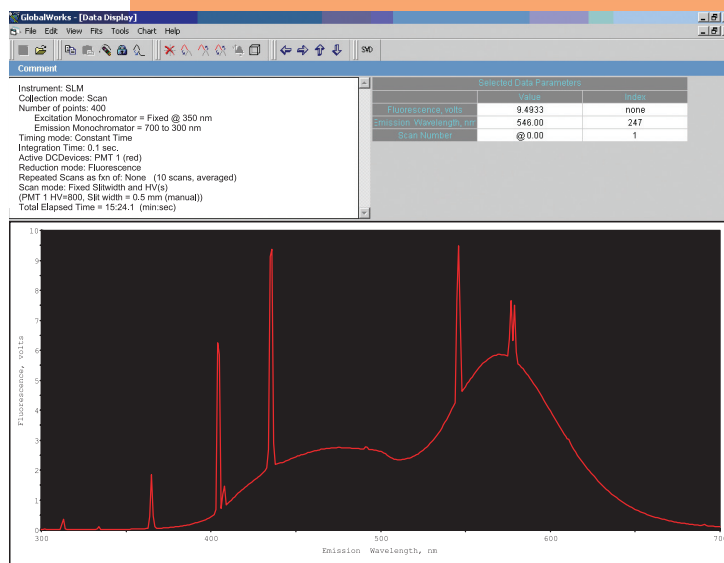 GlobalWorks - [Data Display]
File Edit View Fits Tools Chart Help
SVD
Comment
Instrument: SLM
Collection mode: Scan
Number of points: 400
Excitation Monochromator = Fixed @ 350 nm
Emission Monochromator = 700 to 300 nm
Timing mode: Constant Time
Integration Time: 0.1 sec.
Active DCDevices: PMT 1 (red)
Reduction mode: Fluorescence
Repeated Scans as fxn of: None (10 scans, averaged)
Scan mode: Fixed Slitwidth and HV(s)
(PMT 1 HV=800, Slit width = 0.5 mm (manual))
Total Elapsed Time = 15:24.1 (min:sec)
Selected Data Parameters
Value Index
Fluorescence, volts 9.4933 none
Emission Wavelength, nm 546.00 247
Scan Number @ 0.00 1
10
9
8
7
6
5
4
3
2
1
0
Fluorescence, volts
300 400 500 600 700
Emission Wavelength, nm